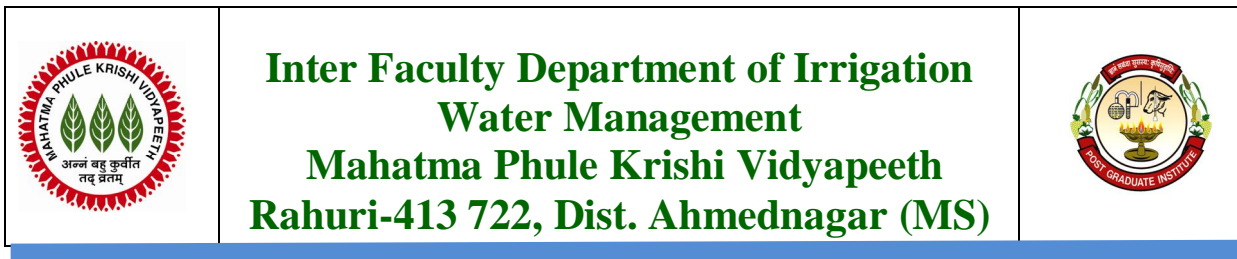 MAHATMA PHULE KRISHI VIDYAPEETH
अन्नं बहु कुर्वीत
तद् व्रतम्
Inter Faculty Department of Irrigation
Water Management
Mahatma Phule Krishi Vidyapeeth
Rahuri-413 722, Dist. Ahmednagar (MS)
POST GRADUATE INSTITUTE